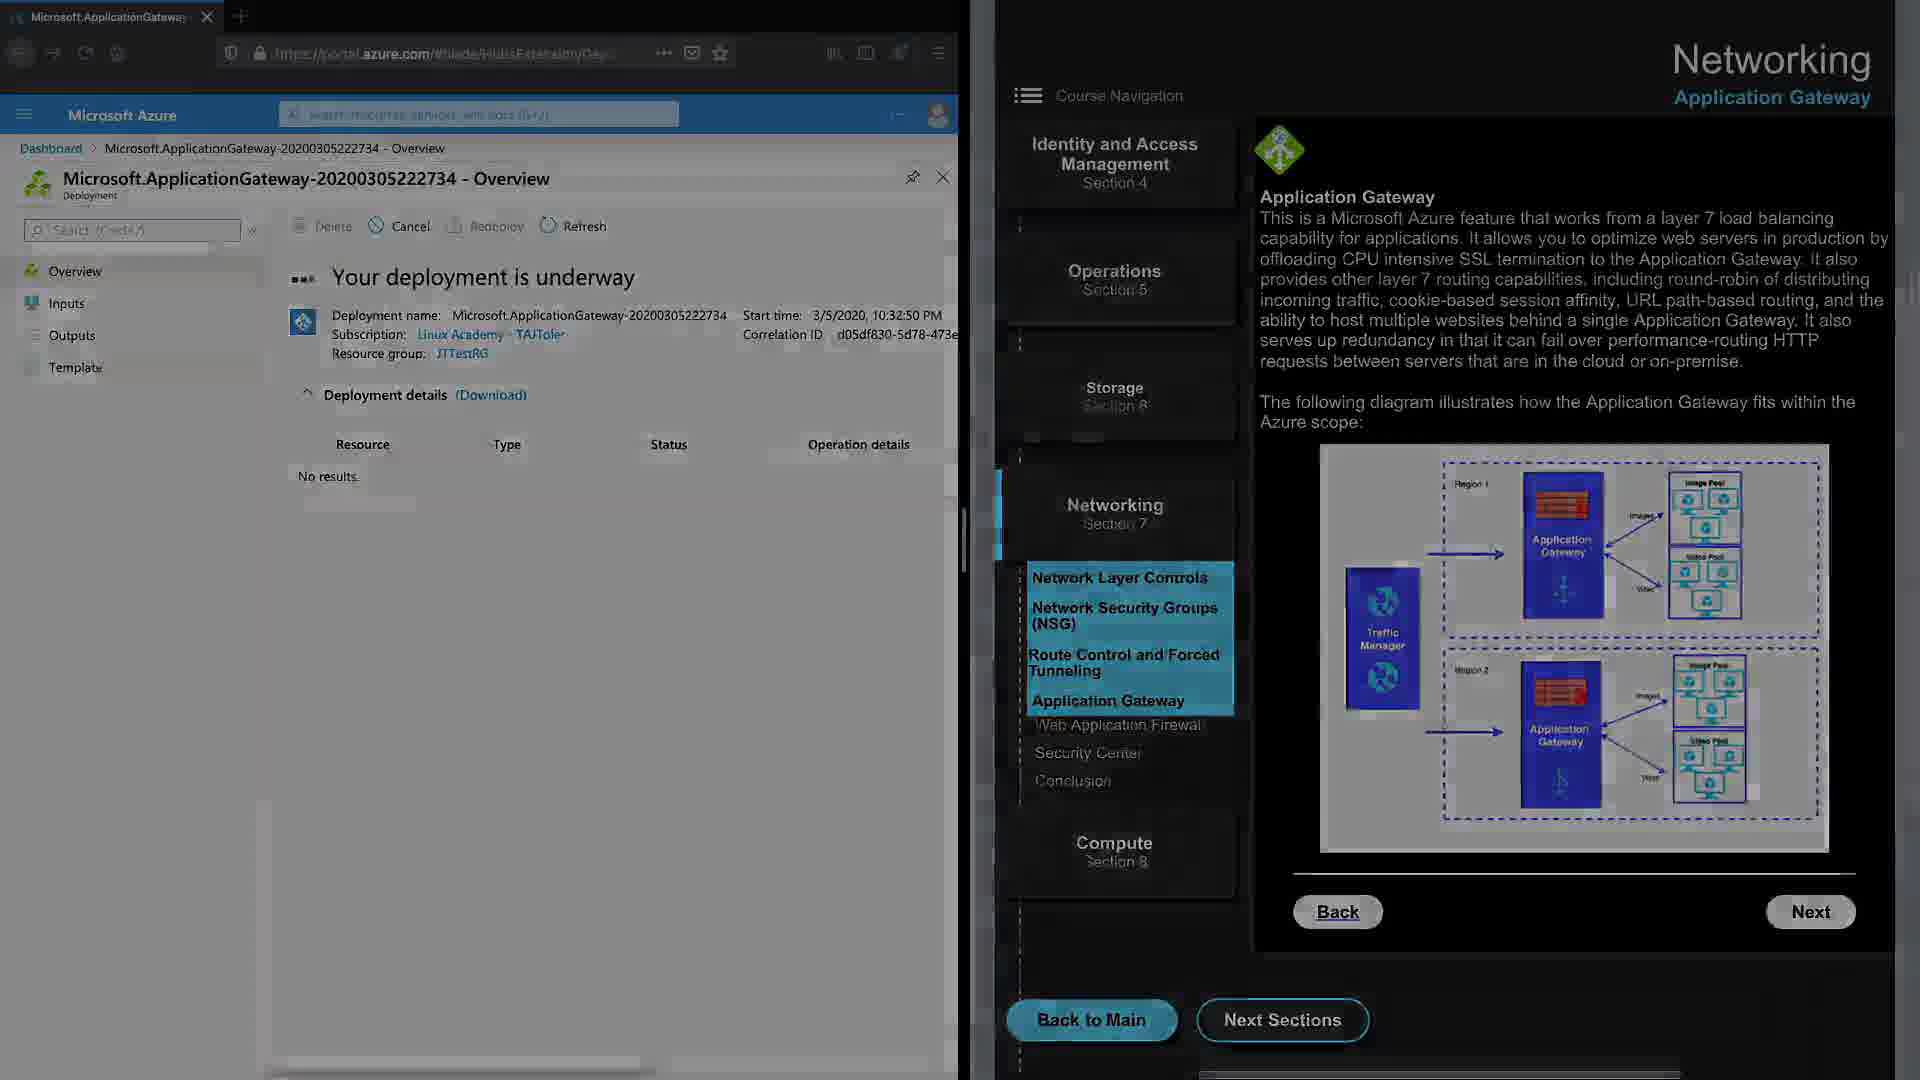 Microsoft.ApplicationGateway-
https://portal.azure.com/#blade/HubsExtension/Dep
Microsoft Azure
Dashboard > Microsoft.ApplicationGateway-20200305222734 - Overview
Microsoft.ApplicationGateway-20200305222734 - Overview
Deployment
Search (Cmd+/)
Delete
Cancel
Redeploy
Refresh
Overview
Inputs
Outputs
Template
Your deployment is underway
Deployment name: Microsoft.ApplicationGateway-20200305222734
Start time: 3/5/2020, 10:32:50 PM
Subscription: Linux Academy - TAJToler
Correlation ID d05df830-5d78-473e
Resource group: JTTestRG
Deployment details (Download)
Resource Type Status Operation details
No results.
Networking
Application Gateway
Course Navigation
Identity and Access
Management
Section 4
Operations
Section 5
Storage
Section 6
Networking
Section 7
Network Layer Controls
Network Security Groups
(NSG)
Route Control and Forced
Tunneling
Application Gateway
Web Application Firewall
Security Center
Conclusion
Compute
Section 8
Application Gateway
This is a Microsoft Azure feature that works from a layer 7 load balancing
capability for applications. It allows you to optimize web servers in production by
offloading CPU intensive SSL termination to the Application Gateway. It also
provides other layer 7 routing capabilities, including round-robin of distributing
incoming traffic, cookie-based session affinity, URL path-based routing, and the
ability to host multiple websites behind a single Application Gateway. It also
serves up redundancy in that it can fail over performance-routing HTTP
requests between servers that are in the cloud or on-premise.
The following diagram illustrates how the Application Gateway fits within the
Azure scope:
Region 1
Application
Gateway
Images
Image Pool
Video
Video Pool
Traffic
Manager
Region 2
Application
Gateway
Images
Image Pool
Video
Video Pool
Back
Next
Back to Main
Next Sections